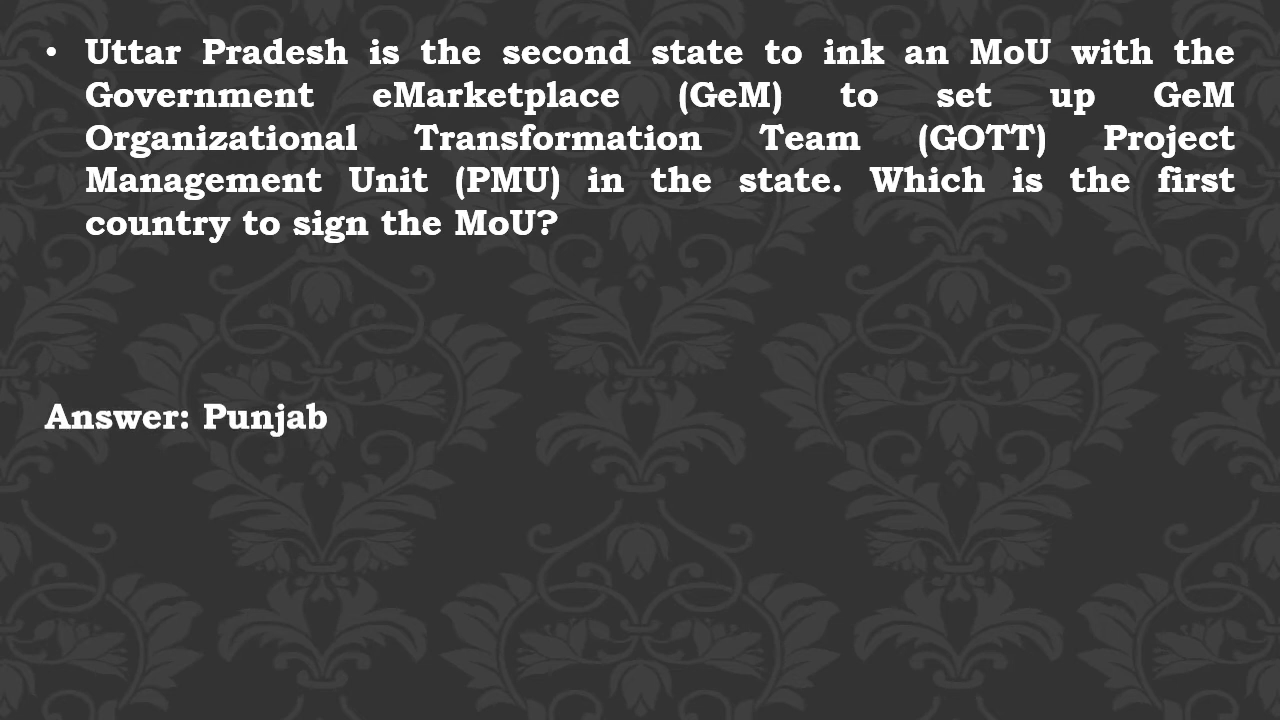 • Uttar Pradesh is the second state to ink an MoU with the
Government eMarketplace (GeM) to set up GeM
Organizational Transformation Team (GOTT) Project
Management Unit (PMU) in the state. Which is the first
country to sign the MoU?
Answer: Punjab